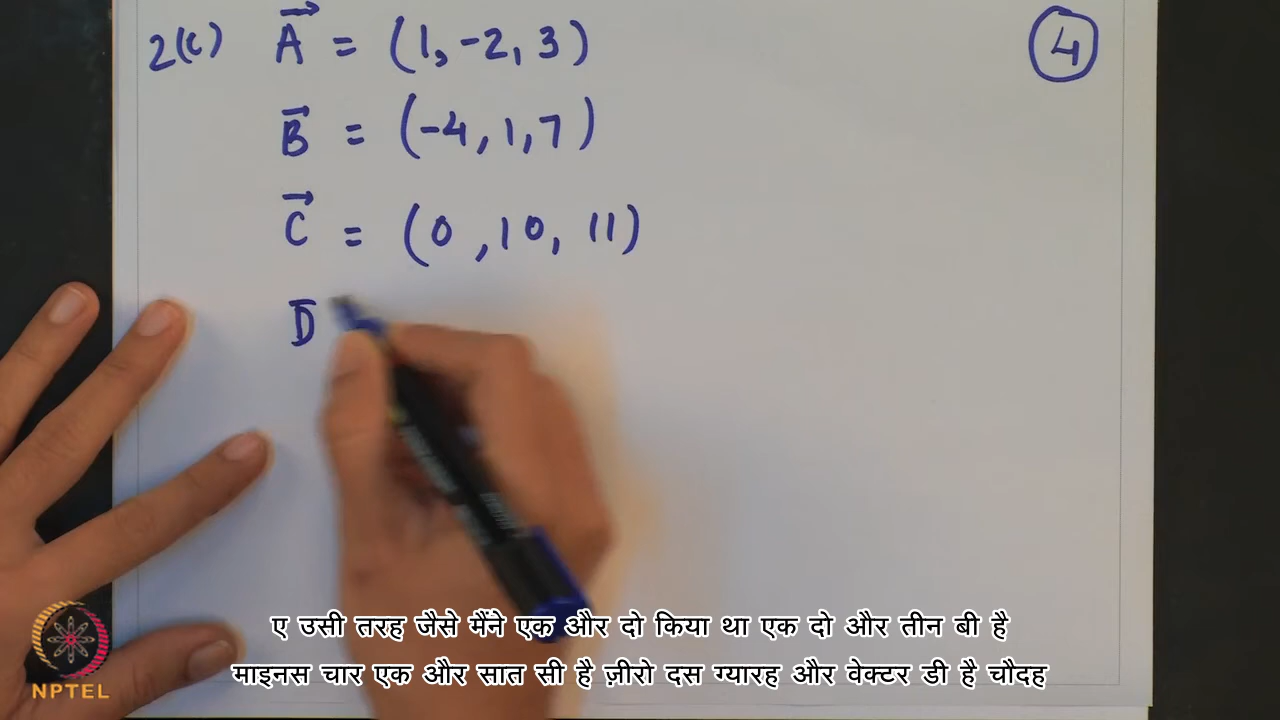 2(c) A⃗ = (1, -2, 3) 4
B⃗ = (-4, 1, 7)
C⃗ = (0, 10, 11)
D
ए उसी तरह जैसे मैंने एक और दो किया था एक दो और तीन बी है
माइनस चार एक और सात सी है ज़ीरो दस ग्यारह और वेक्टर डी है चौदह
NPTEL